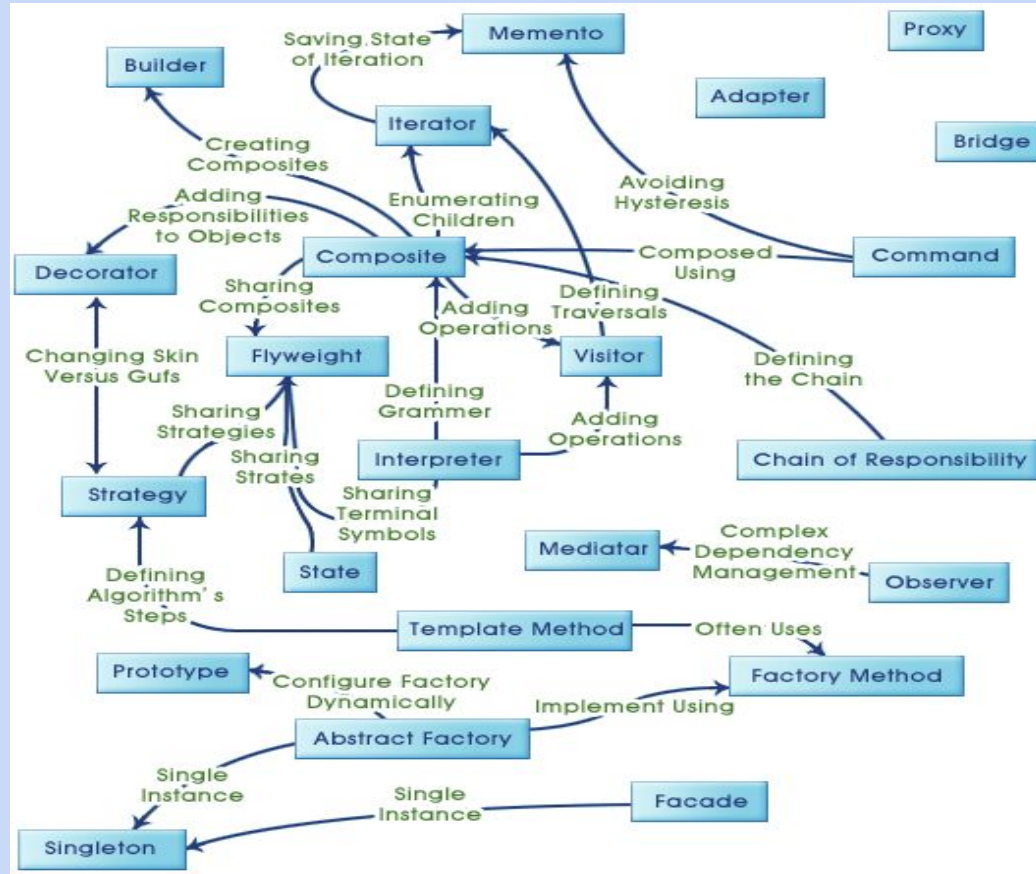 Proxy
Saving State
of Iteration
Memento
Builder
Adapter
Iterator
Bridge
Creating
Composites
Enumerating
Children
Avoiding
Hysteresis
Adding
Responsibilities
to Objects
Decorator
Composite
Composed
Using
Command
Sharing
Composites
Adding
Operations
Defining
Traversals
Changing Skin
Versus Gufs
Flyweight
Visitor
Defining
the Chain
Defining
Grammer
Sharing
Strategies
Adding
Operations
Sharing
Strates
Interpreter
Chain of Responsibility
Strategy
Sharing
Terminal
Symbols
State
Mediatar
Complex
Dependency
Management
Observer
Defining
Algorithm's
Steps
Template Method
Often Uses
Prototype
Configure Factory
Dynamically
Factory Method
Implement Using
Abstract Factory
Single
Instance
Single
Instance
Facade
Singleton